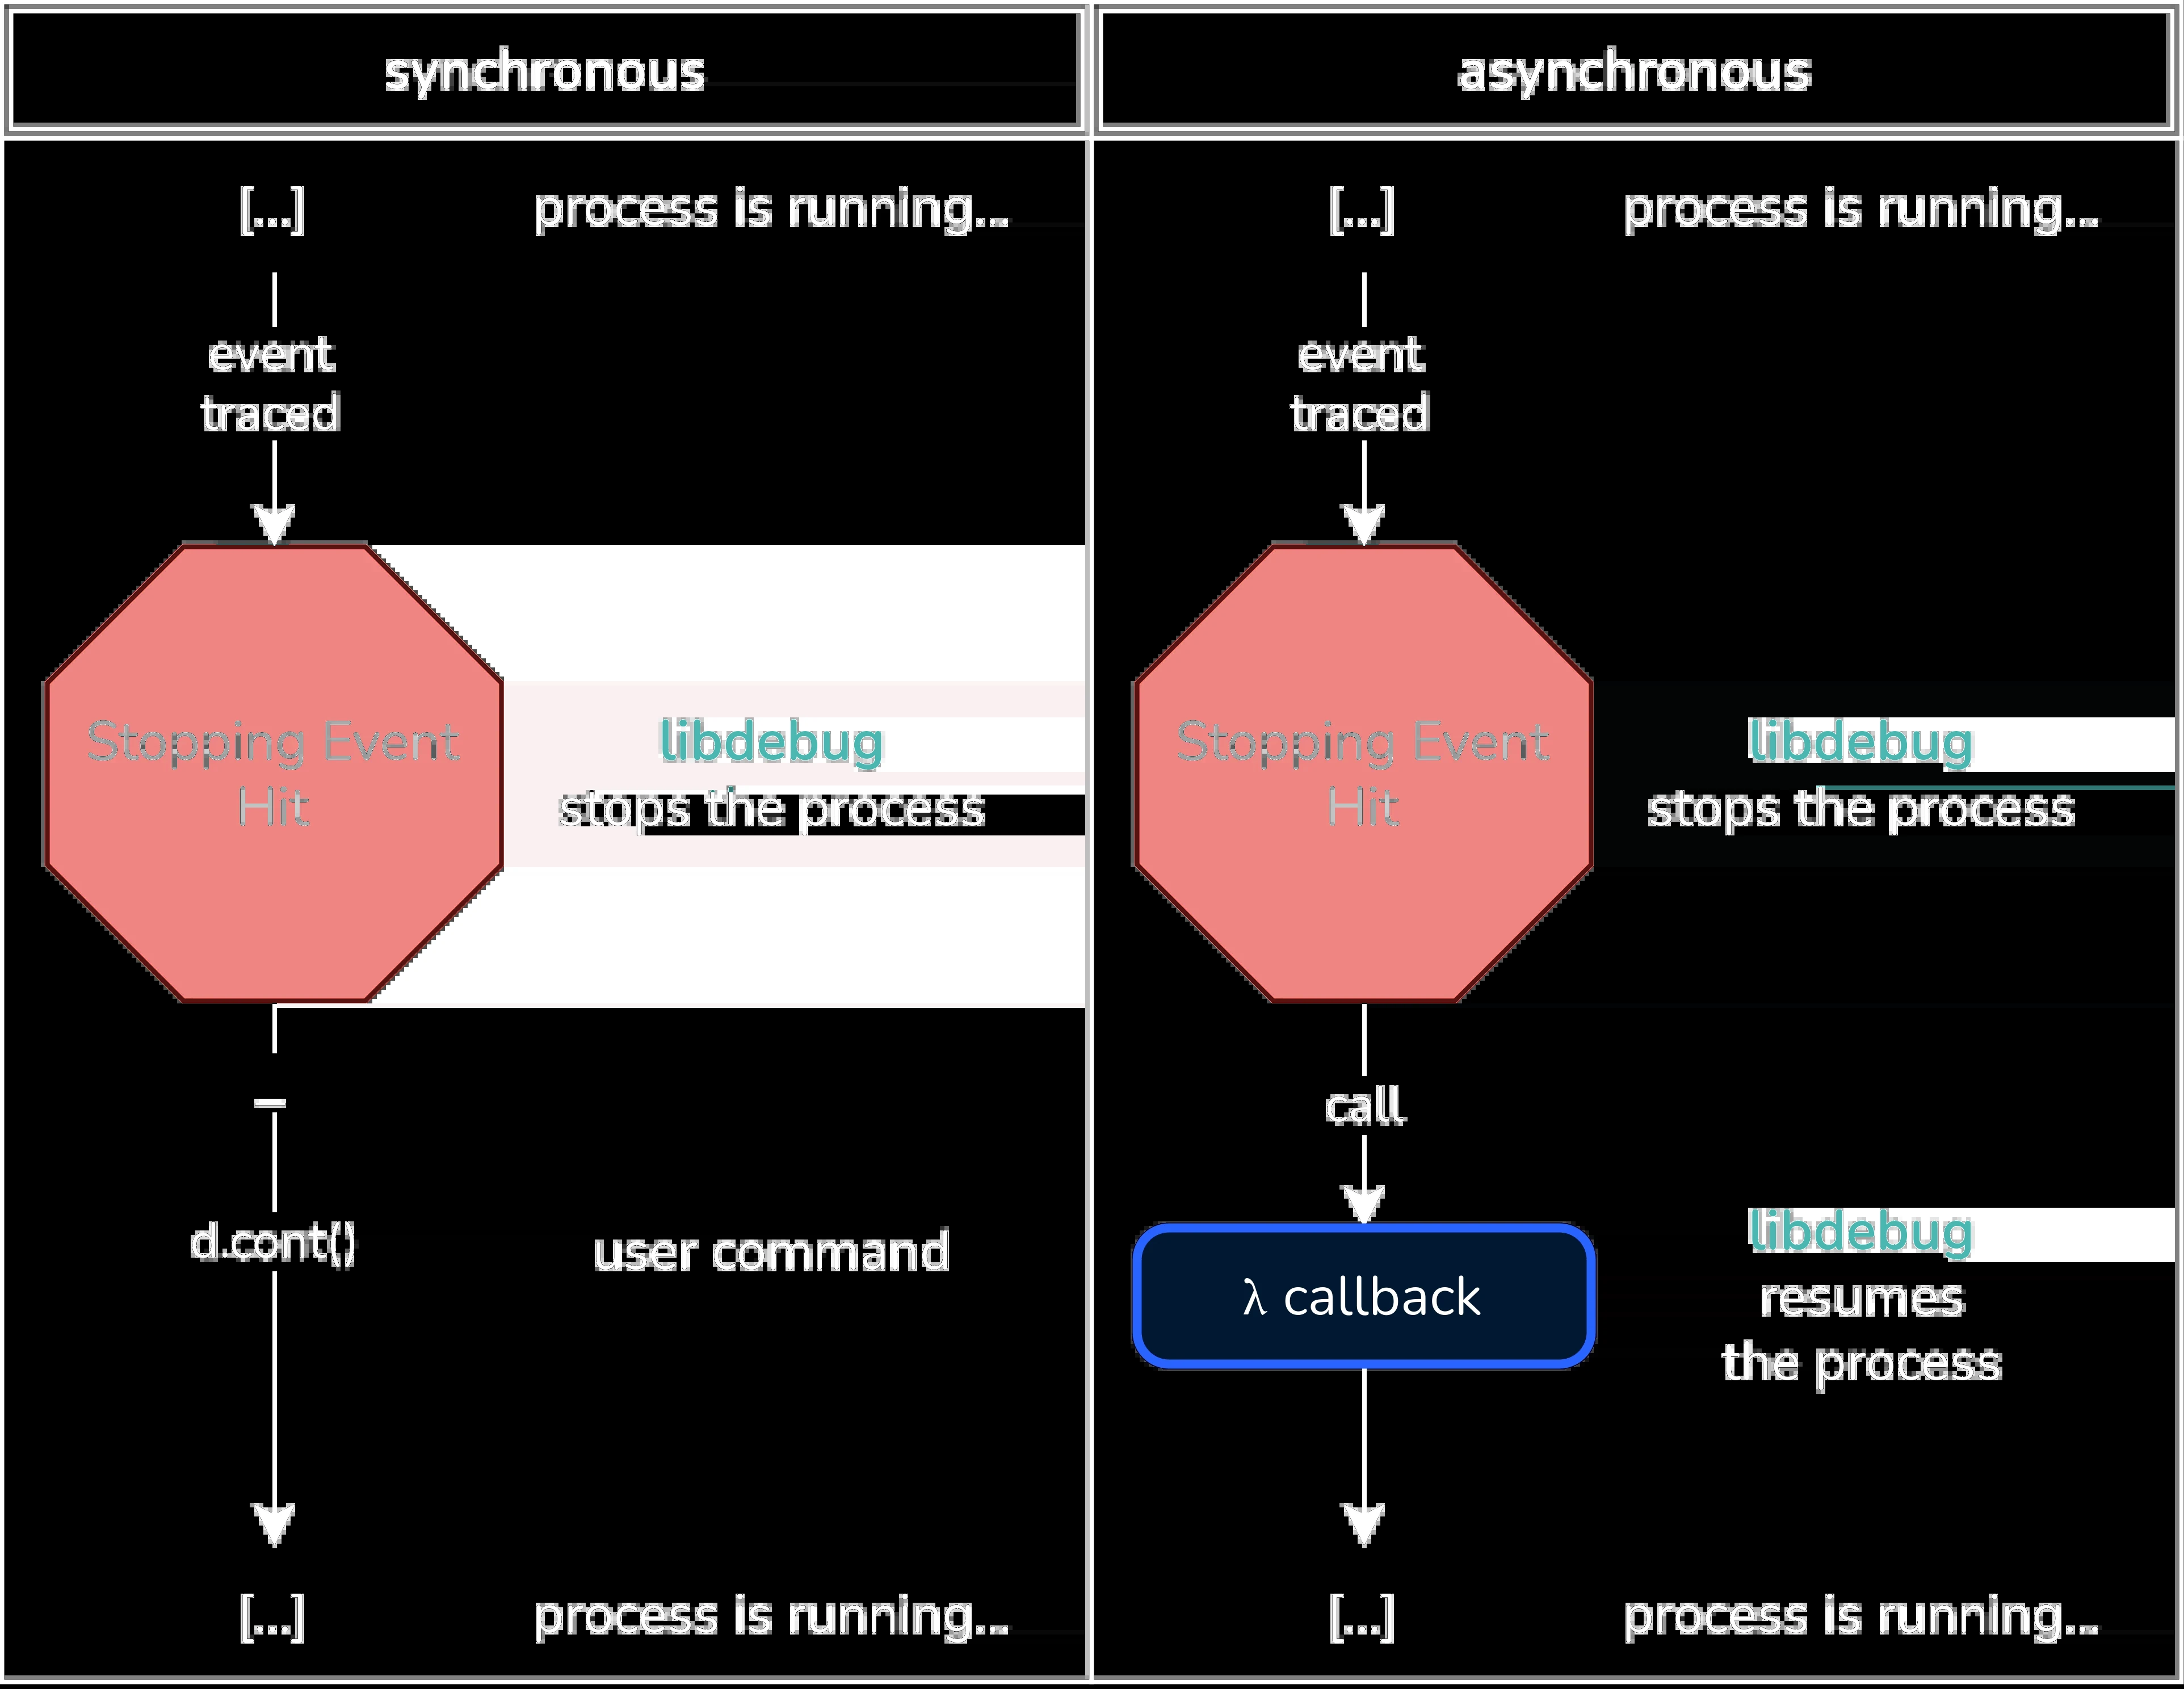 synchronous
asynchronous
[...]
process is running...
event
traced
Stopping Event
Hit
libdebug
stops the process
d.cont()
user command
[...]
process is running...
[...]
process is running...
event
traced
Stopping Event
Hit
libdebug
stops the process
call
λ callback
libdebug
resumes
the process
[...]
process is running...